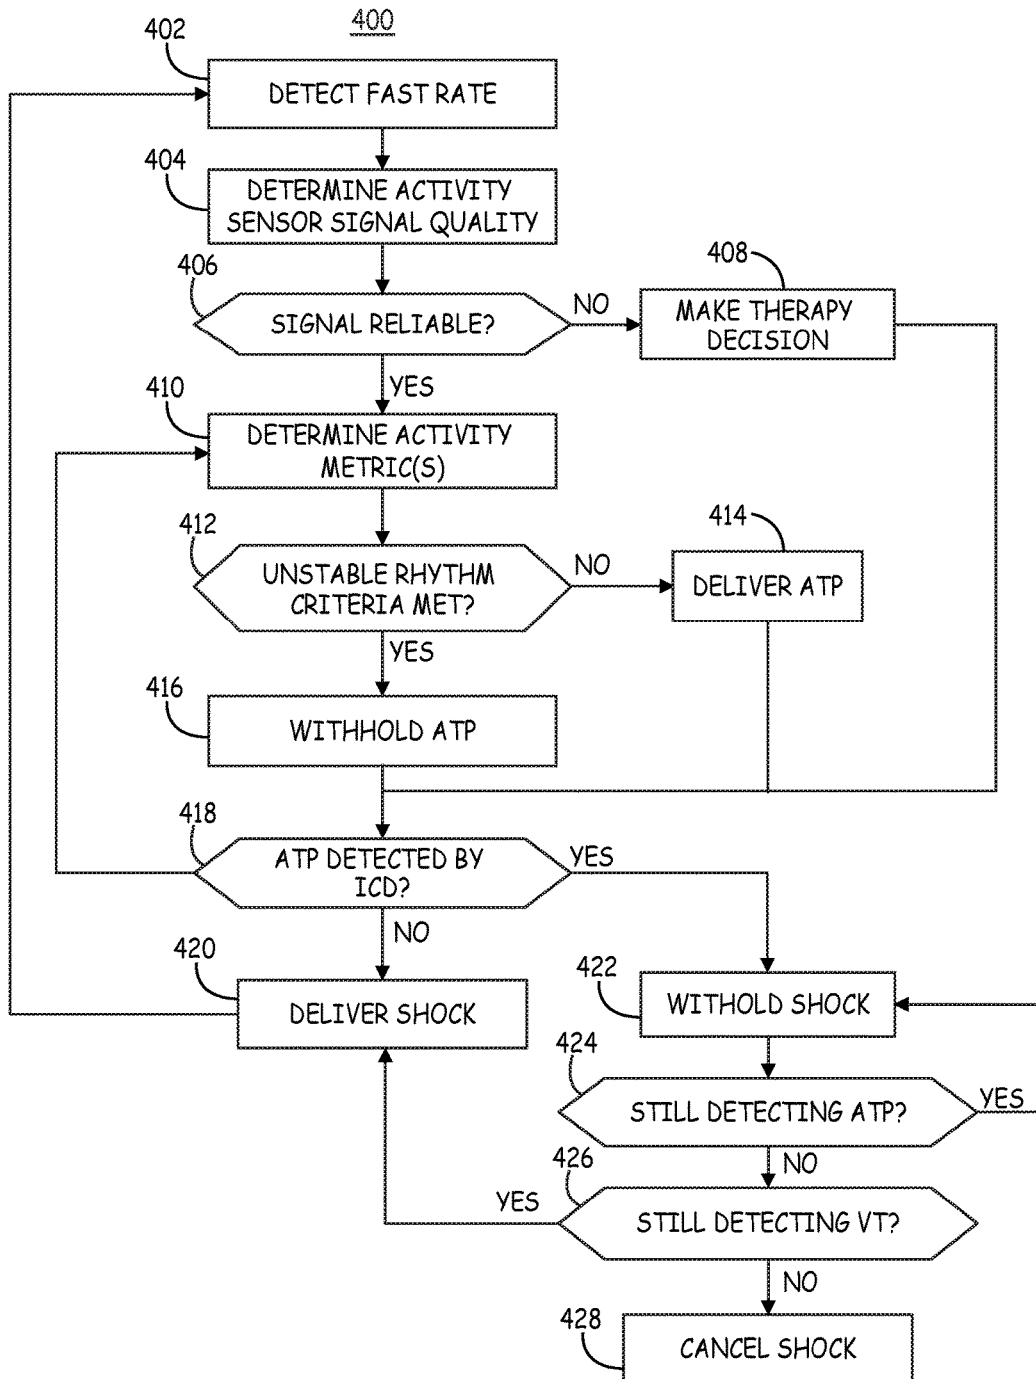 400
402
DETECT FAST RATE
404
DETERMINE ACTIVITY
SENSOR SIGNAL QUALITY
406
SIGNAL RELIABLE?
NO
408
MAKE THERAPY
DECISION
YES
410
DETERMINE ACTIVITY
METRIC(S)
412
UNSTABLE RHYTHM
CRITERIA MET?
NO
414
DELIVER ATP
YES
416
WITHHOLD ATP
418
ATP DETECTED BY
ICD?
YES
NO
420
DELIVER SHOCK
422
WITHOLD SHOCK
424
STILL DETECTING ATP?
YES
NO
426
YES
STILL DETECTING VT?
NO
428
CANCEL SHOCK